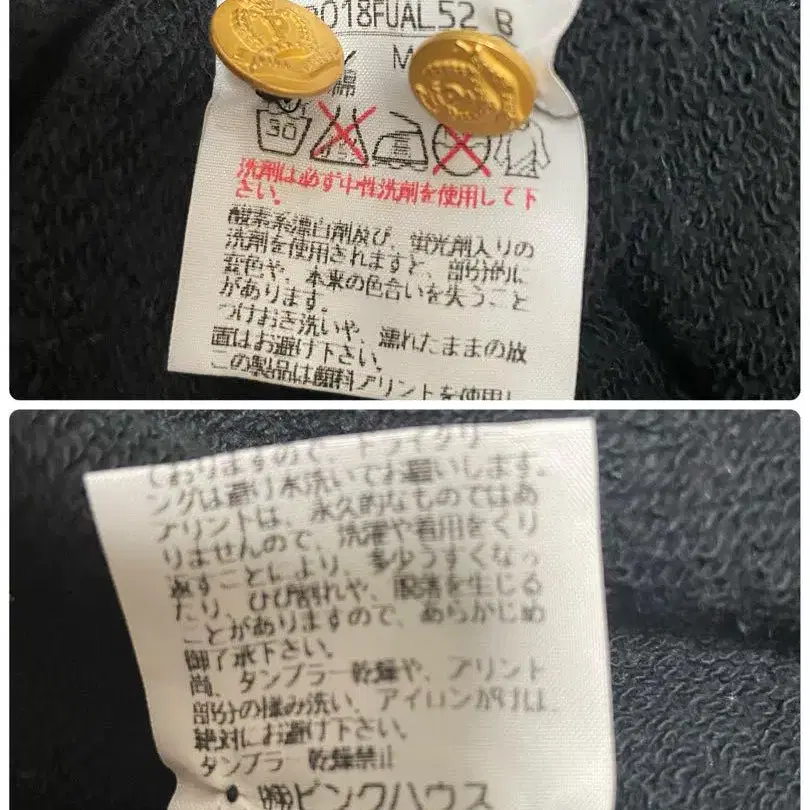 018FUAL52 B
M
綿
30
洗剤は必ず中性洗剤を使用して下
さい。
酸素系漂白剤及び、蛍光剤入りの
洗剤を使用されますと、部分的に
変色や、本来の色合いを失うこと
があります。
つけおき洗いや、濡れたままの放
置はお避け下さい。
この製品は顔料プリントを使用し
ておりますので ドライクリー
ングは避け水洗いでお願いします。
プリントは、永久的なものではあ
りませんので、洗濯や着用をくり
返すことにより、多少うすくなっ
たり、ひび割れや、脱落を生じる
ことがありますので、あらかじめ
御了承下さい。
尚、タンブラー乾燥や、プリント
部分の揉み洗い、アイロンがけは
絶対にお避け下さい。
タンブラー乾燥禁止
㈱ピンクハウス